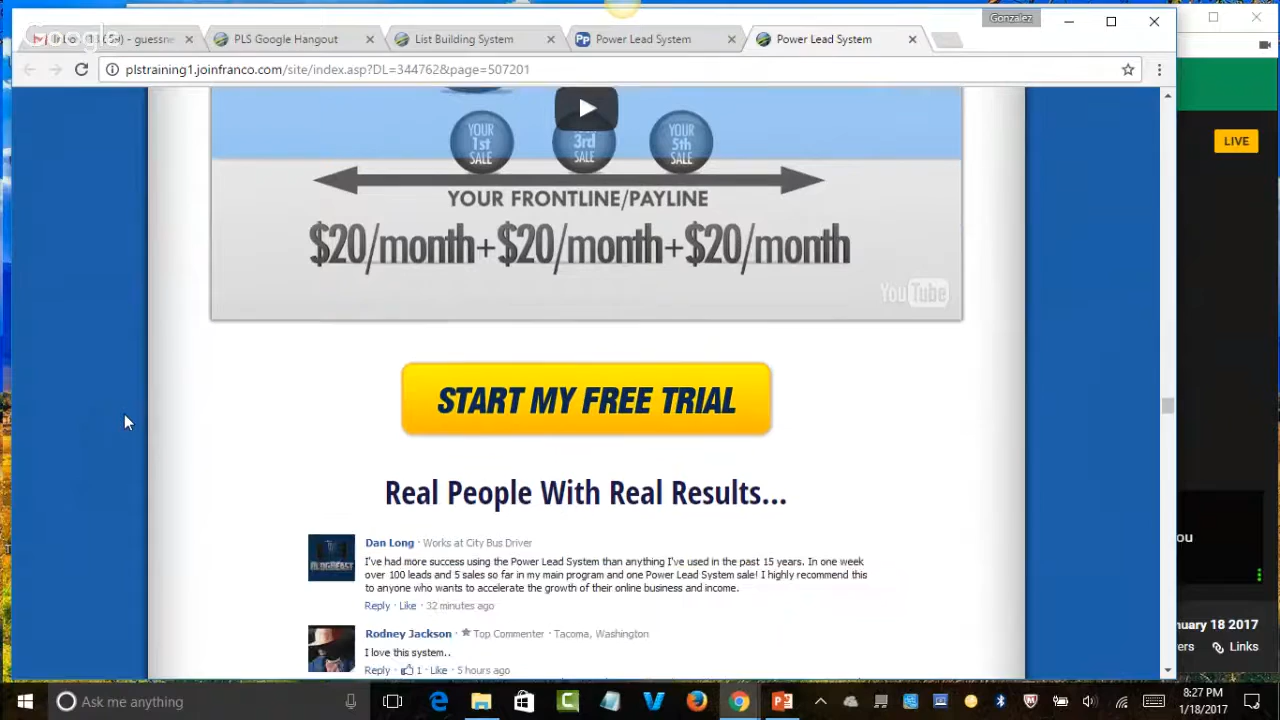 Gonzalez
guessne
PLS Google Hangout
List Building System
Power Lead System
Power Lead System
plstraining1.joinfranco.com/site/index.asp?DL=344762&page=507201
LIVE
YOUR 1st SALE
3rd SALE
YOUR 5th SALE
YOUR FRONTLINE/PAYLINE
$20/month+$20/month+$20/month
YouTube
START MY FREE TRIAL
Real People With Real Results...
Dan Long · Works at City Bus Driver
I've had more success using the Power Lead System than anything I've used in the past 15 years. In one week
over 100 leads and 5 sales so far in my main program and one Power Lead System sale! I highly recommend this
to anyone who wants to accelerate the growth of their online business and income.
Reply · Like · 32 minutes ago
Rodney Jackson · Top Commenter · Tacoma, Washington
I love this system..
Reply · 1 · Like · 5 hours ago
ou
nuary 18 2017
ers Links
Ask me anything
8:27 PM
1/18/2017